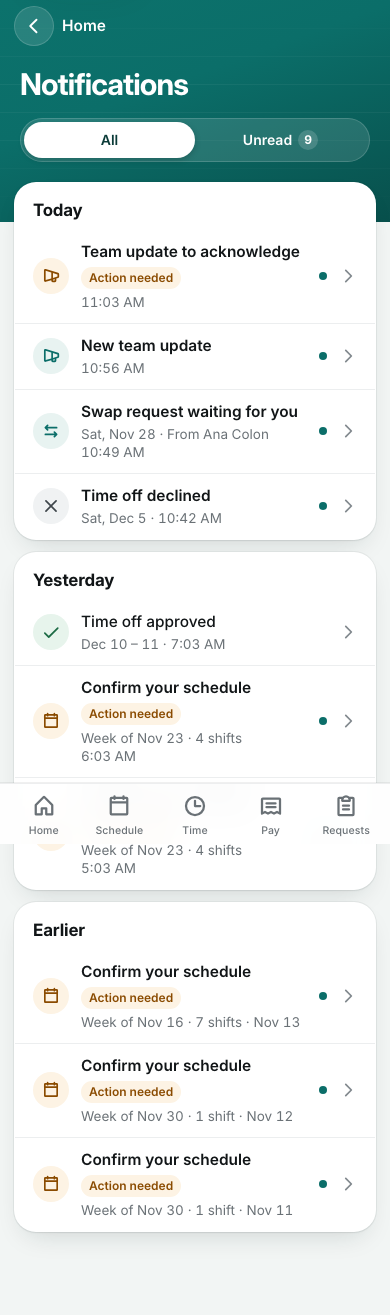 Home
Notifications
All
Unread 9
Today
Team update to acknowledge
Action needed
11:03 AM
New team update
10:56 AM
Swap request waiting for you
Sat, Nov 28 · From Ana Colon
10:49 AM
Time off declined
Sat, Dec 5 · 10:42 AM
Yesterday
Time off approved
Dec 10 – 11 · 7:03 AM
Confirm your schedule
Action needed
Week of Nov 23 · 4 shifts
6:03 AM
Home
Schedule
Time
Pay
Requests
Week of Nov 23 · 4 shifts
5:03 AM
Earlier
Confirm your schedule
Action needed
Week of Nov 16 · 7 shifts · Nov 13
Confirm your schedule
Action needed
Week of Nov 30 · 1 shift · Nov 12
Confirm your schedule
Action needed
Week of Nov 30 · 1 shift · Nov 11